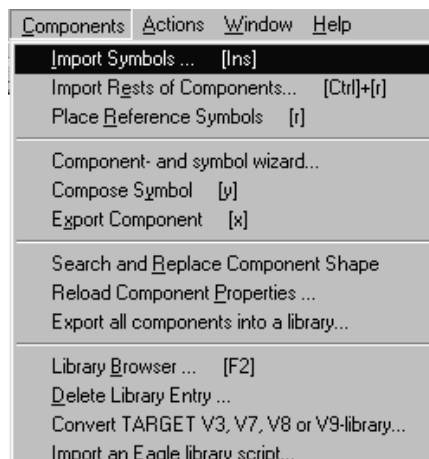 Components Actions Window Help
Import Symbols ... [Ins]
Import Rests of Components... [Ctrl]+[r]
Place Reference Symbols [r]
Component- and symbol wizard...
Compose Symbol [y]
Export Component [x]
Search and Replace Component Shape
Reload Component Properties ...
Export all components into a library...
Library Browser ... [F2]
Delete Library Entry ...
Convert TARGET V3, V7, V8 or V9-library...
Import an Eagle library script...